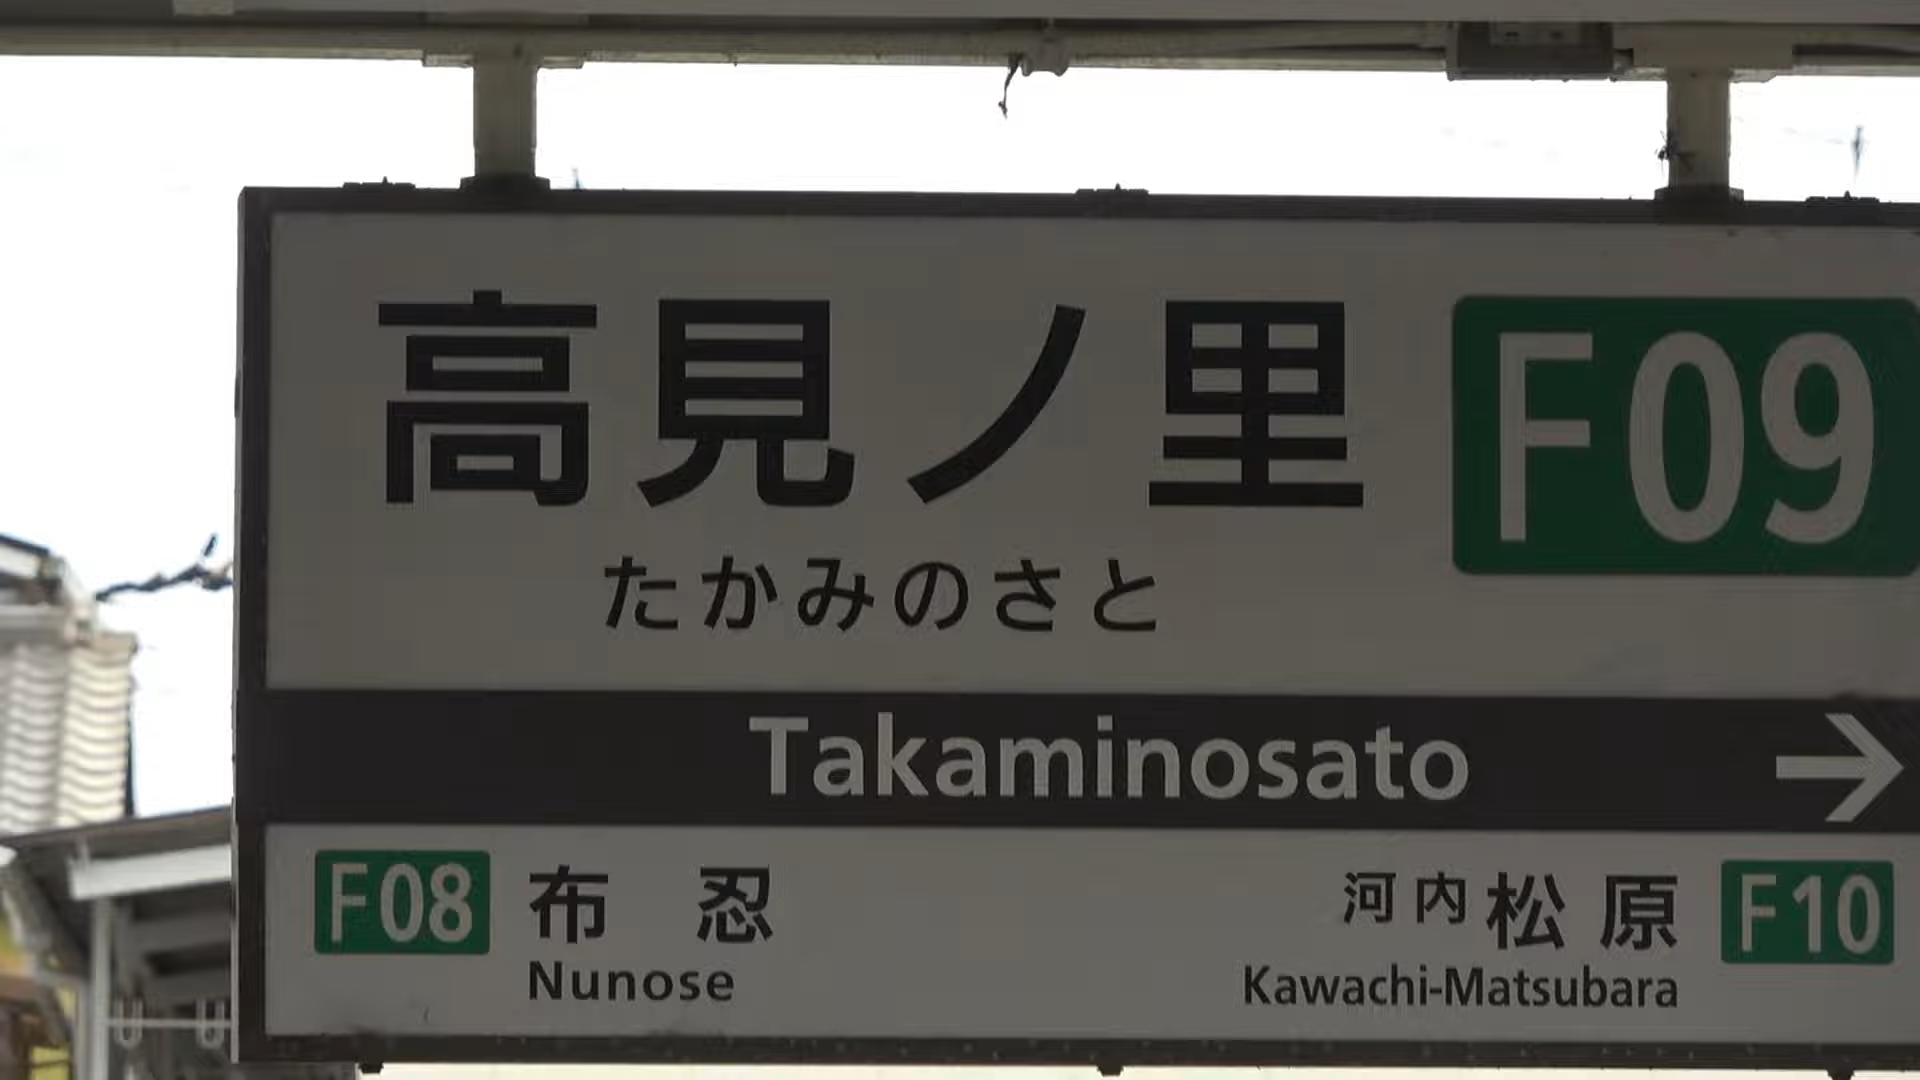 高見ノ里 F09
たかみのさと
Takaminosato →
F08 布忍 河内松原 F10
Nunose Kawachi-Matsubara